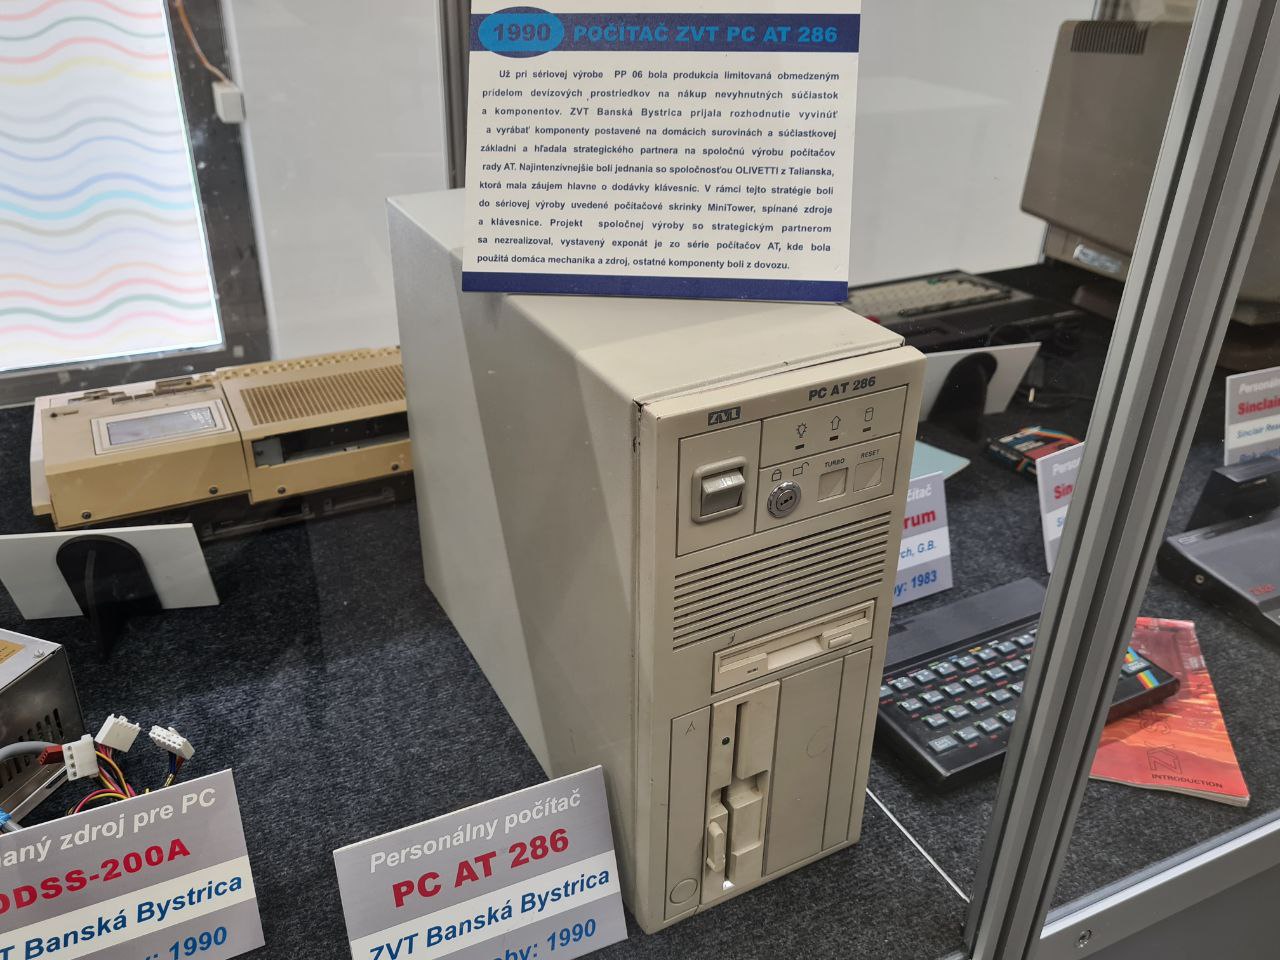 1990 POČÍTAČ ZVT PC AT 286
Už pri sériovej výrobe PP 06 bola produkcia limitovaná obmedzeným
prídelom devízových prostriedkov na nákup nevyhnutných súčiastok
a komponentov. ZVT Banská Bystrica prijala rozhodnutie vyvinúť
a vyrábať komponenty postavené na domácich surovinách a súčiastkovej
základni a hľadala strategického partnera na spoločnú výrobu počítačov
rady AT. Najintenzívnejšie boli jednania so spoločnosťou OLIVETTI z Talianska,
ktorá mala záujem hlavne o dodávky klávesníc. V rámci tejto stratégie boli
do sériovej výroby uvedené počítačové skrinky MiniTower, spínané zdroje
a klávesnice. Projekt spoločnej výroby so strategickým partnerom
sa nezrealizoval, vystavený exponát je zo série počítačov AT, kde bola
použitá domáca mechanika a zdroj, ostatné komponenty boli z dovozu.
ZVT
PC AT 286
TURBO
RESET
Personálny počítač
PC AT 286
ZVT Banská Bystrica
1990
zdroj pre PC
DSS-200A
Banská Bystrica
1990
rum
G.B.
1983
Sinclair
INTRODUCTION